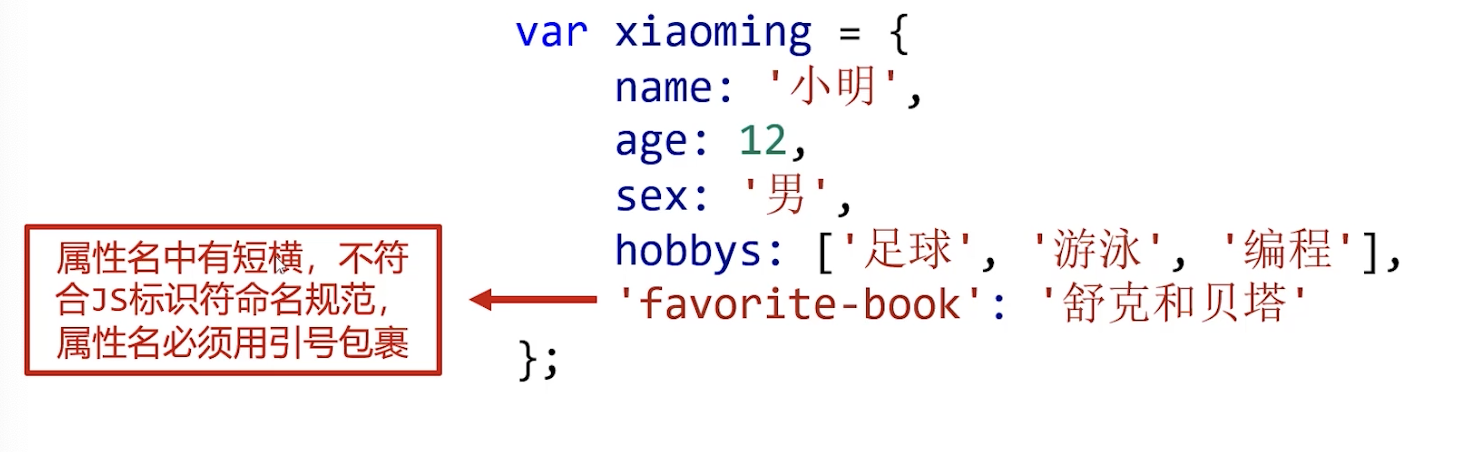 var xiaoming = {
name: '小明',
age: 12,
sex: '男',
hobbys: ['足球', '游泳', '编程'],
'favorite-book': '舒克和贝塔'
};
属性名中有短横，不符
合JS标识符命名规范，
属性名必须用引号包裹